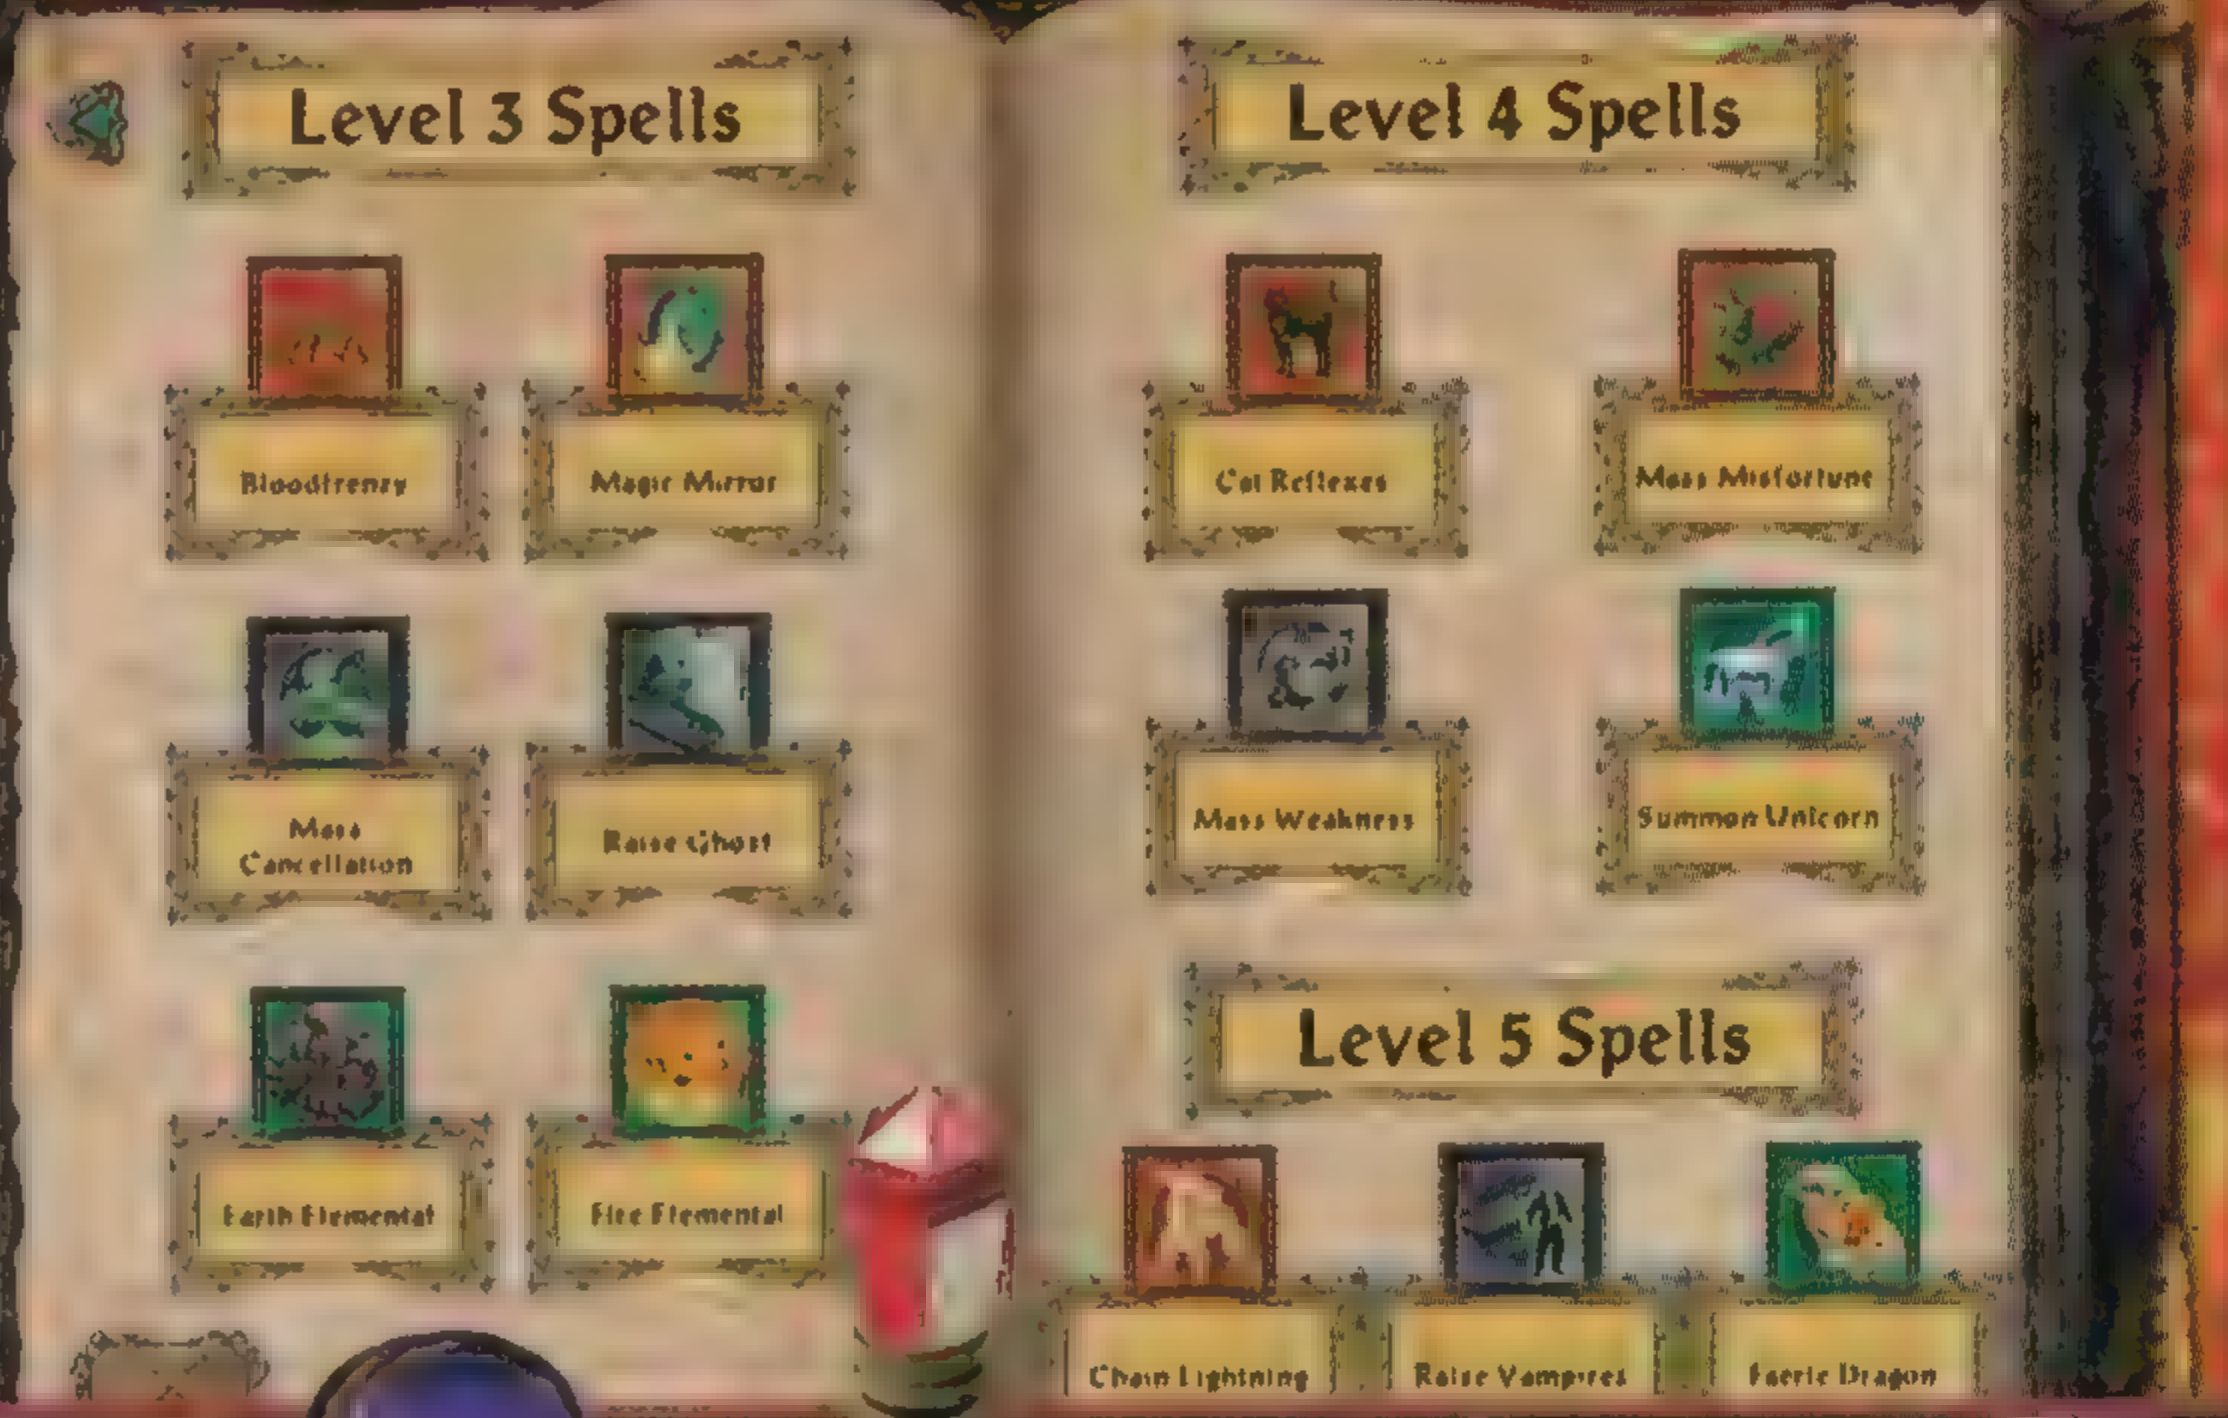 Level 3 Spells
Bloodfrenzy
Magic Mirror
Mass
Cancellation
Raise Ghost
Earth Elemental
Fire Elemental
Level 4 Spells
Cat Reflexes
Mass Misfortune
Mass Weakness
Summon Unicorn
Level 5 Spells
Chain Lightning
Raise Vampires
Faerie Dragon